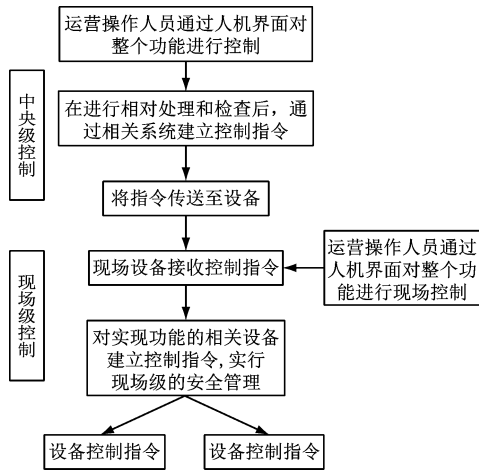 运营操作人员通过人机界面对
整个功能进行控制
中央级控制
在进行相对处理和检查后，通
过相关系统建立控制指令
将指令传送至设备
现场级控制
现场设备接收控制指令
运营操作人员通过
人机界面对整个功
能进行现场控制
对实现功能的相关设备
建立控制指令,实行
现场级的安全管理
设备控制指令
设备控制指令